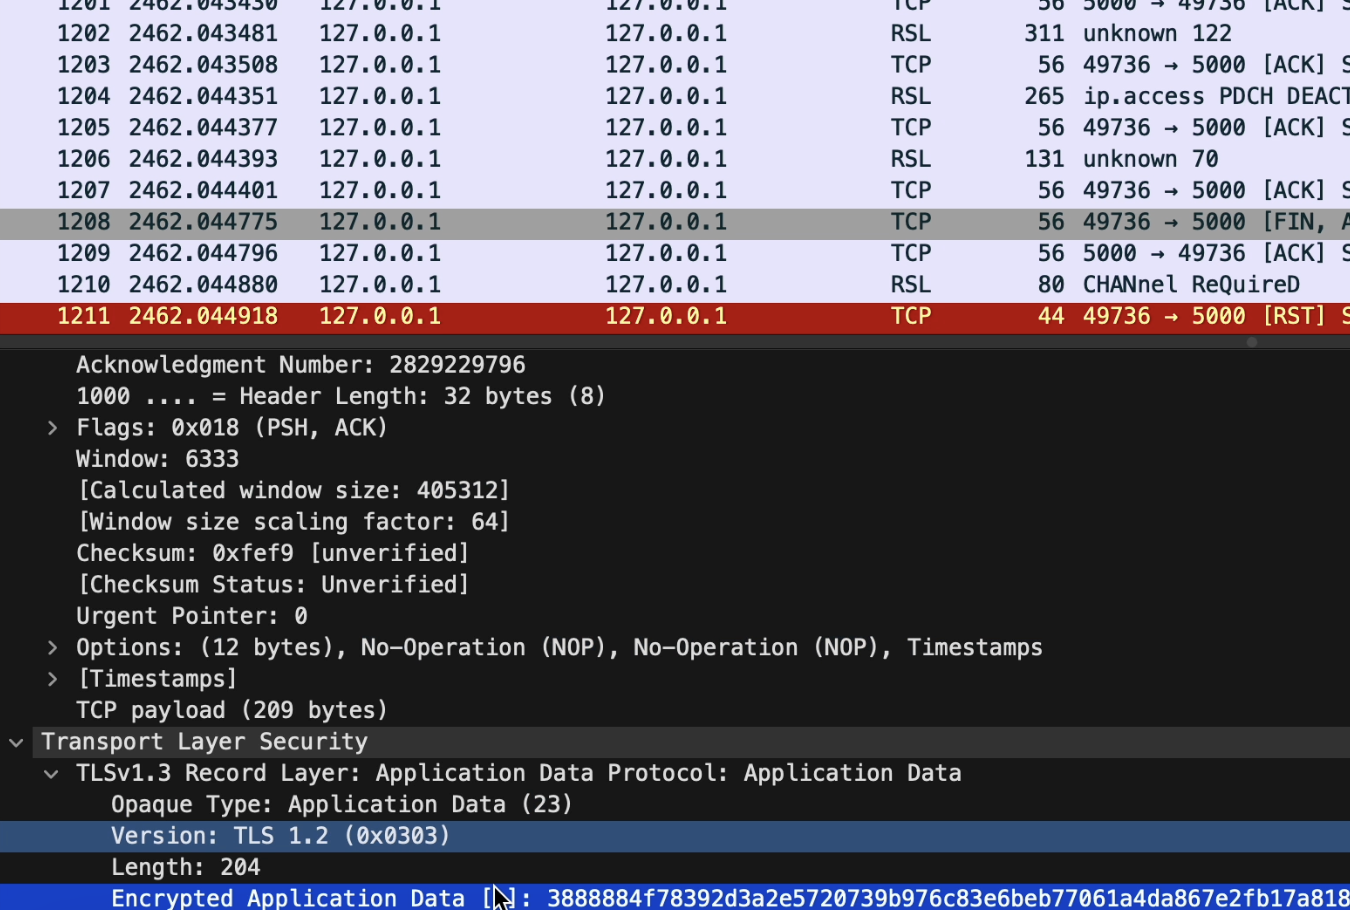 1201 2462.043430 127.0.0.1 127.0.0.1 TCP 56 5000 → 49736 [ACK] S
1202 2462.043481 127.0.0.1 127.0.0.1 RSL 311 unknown 122
1203 2462.043508 127.0.0.1 127.0.0.1 TCP 56 49736 → 5000 [ACK] S
1204 2462.044351 127.0.0.1 127.0.0.1 RSL 265 ip.access PDCH DEACT
1205 2462.044377 127.0.0.1 127.0.0.1 TCP 56 49736 → 5000 [ACK] S
1206 2462.044393 127.0.0.1 127.0.0.1 RSL 131 unknown 70
1207 2462.044401 127.0.0.1 127.0.0.1 TCP 56 49736 → 5000 [ACK] S
1208 2462.044775 127.0.0.1 127.0.0.1 TCP 56 49736 → 5000 [FIN, A
1209 2462.044796 127.0.0.1 127.0.0.1 TCP 56 5000 → 49736 [ACK] S
1210 2462.044880 127.0.0.1 127.0.0.1 RSL 80 CHANnel ReQuireD
1211 2462.044918 127.0.0.1 127.0.0.1 TCP 44 49736 → 5000 [RST] S
Acknowledgment Number: 2829229796
1000 .... = Header Length: 32 bytes (8)
Flags: 0x018 (PSH, ACK)
Window: 6333
[Calculated window size: 405312]
[Window size scaling factor: 64]
Checksum: 0xfef9 [unverified]
[Checksum Status: Unverified]
Urgent Pointer: 0
Options: (12 bytes), No-Operation (NOP), No-Operation (NOP), Timestamps
[Timestamps]
TCP payload (209 bytes)
Transport Layer Security
TLSv1.3 Record Layer: Application Data Protocol: Application Data
Opaque Type: Application Data (23)
Version: TLS 1.2 (0x0303)
Length: 204
Encrypted Application Data [ ]: 3888884f78392d3a2e5720739b976c83e6beb77061a4da867e2fb17a818